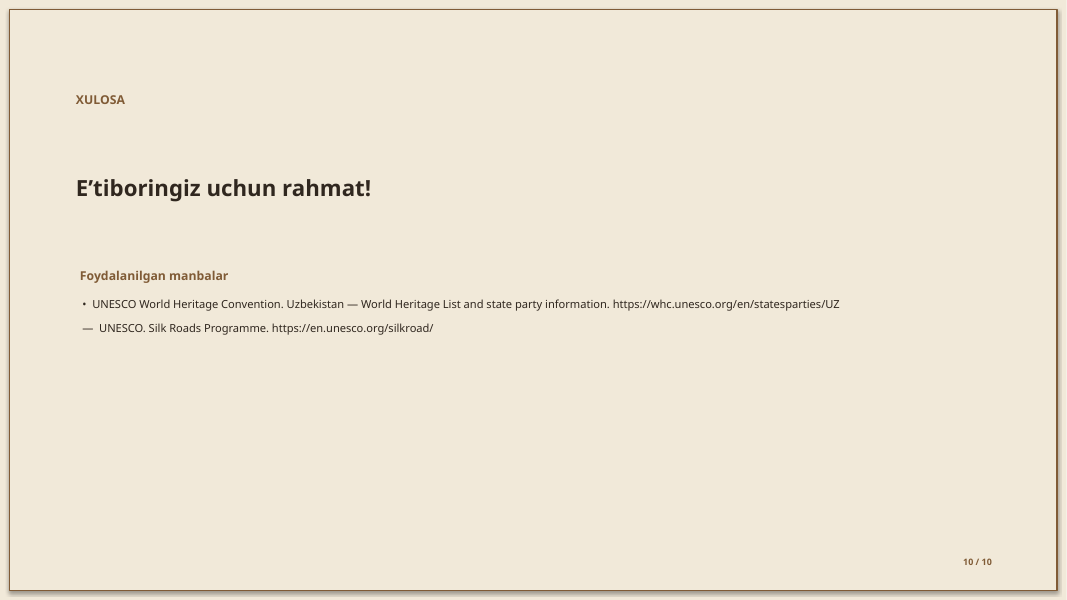 XULOSA
E’tiboringiz uchun rahmat!
Foydalanilgan manbalar
• UNESCO World Heritage Convention. Uzbekistan — World Heritage List and state party information. https://whc.unesco.org/en/statesparties/UZ
— UNESCO. Silk Roads Programme. https://en.unesco.org/silkroad/
10 / 10